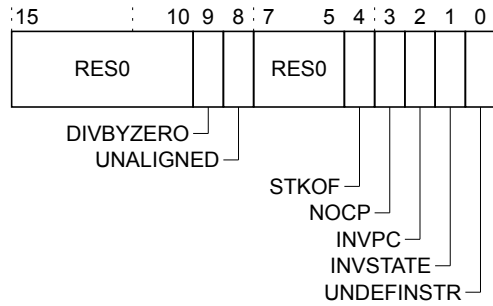 15 10 9 8 7 5 4 3 2 1 0
RES0 RES0
DIVBYZERO
UNALIGNED
STKOF
NOCP
INVPC
INVSTATE
UNDEFINSTR